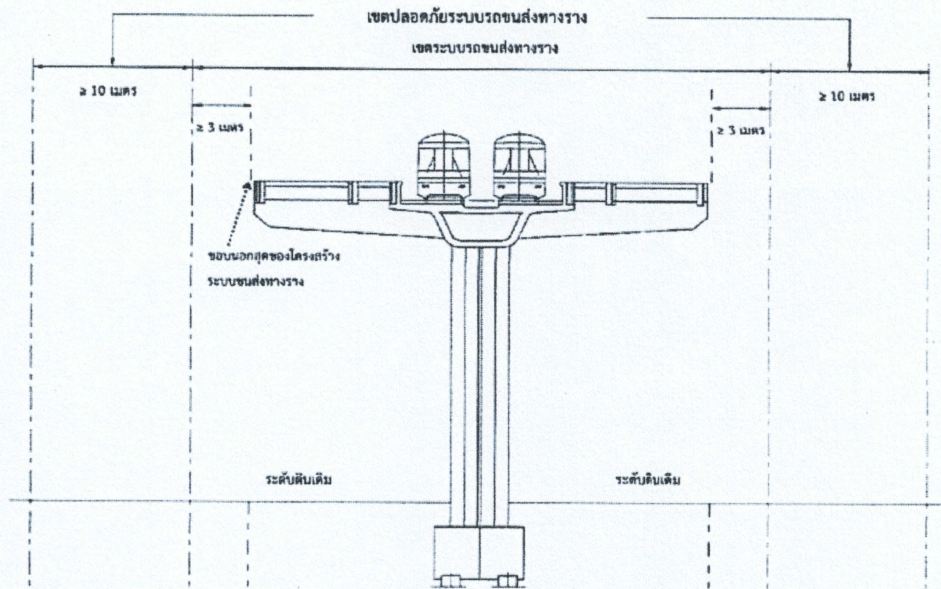 เขตปลอดภัยระบบรถขนส่งทางราง
เขตระบบรถขนส่งทางราง
≥ 10 เมตร
≥ 10 เมตร
≥ 3 เมตร
≥ 3 เมตร
ขอบนอกสุดของโครงสร้าง
ระบบขนส่งทางราง
ระดับดินเดิม
ระดับดินเดิม